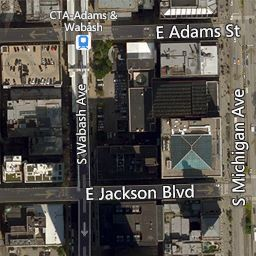 CTA-Adams &
Wabash
E Adams St
S Wabash Ave
S Michigan Ave
E Jackson Blvd